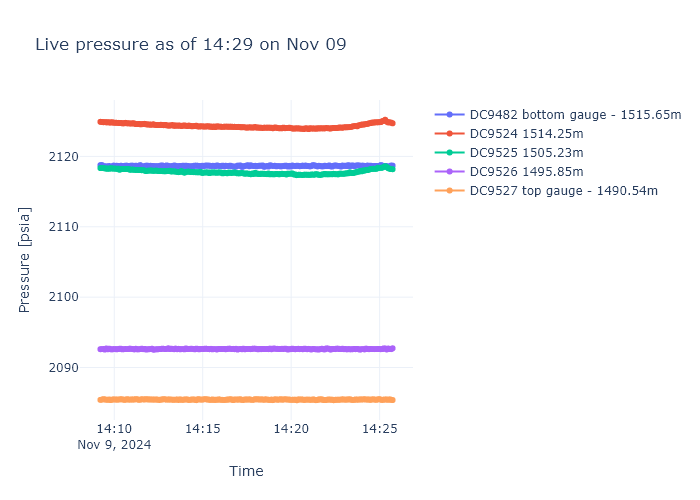 Live pressure as of 14:29 on Nov 09
DC9482 bottom gauge - 1515.65m
DC9524 1514.25m
DC9525 1505.23m
DC9526 1495.85m
DC9527 top gauge - 1490.54m
Pressure [psia]
2120
2110
2100
2090
14:10
14:15
14:20
14:25
Nov 9, 2024
Time